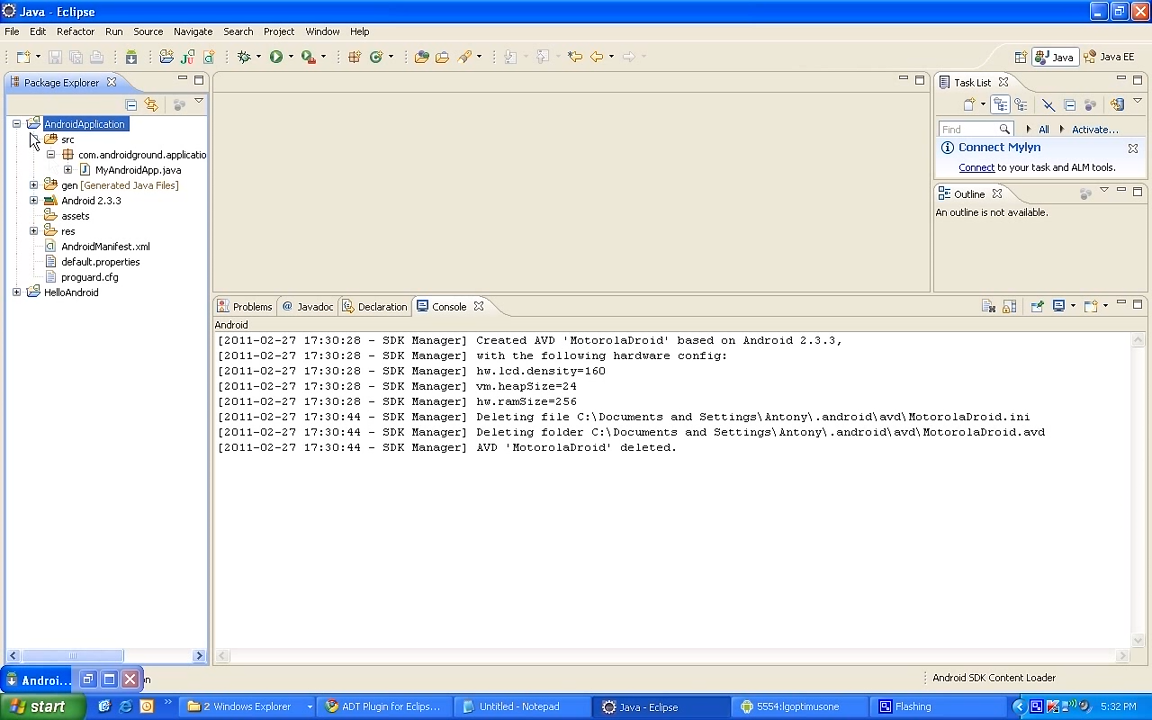 Java - Eclipse
File Edit Refactor Run Source Navigate Search Project Window Help
Java Java EE
Package Explorer
AndroidApplication
src
com.androidground.applicatio
MyAndroidApp.java
gen [Generated Java Files]
Android 2.3.3
assets
res
AndroidManifest.xml
default.properties
proguard.cfg
HelloAndroid
Task List
Find All Activate...
Connect Mylyn
Connect to your task and ALM tools.
Outline
An outline is not available.
Problems Javadoc Declaration Console
Android
[2011-02-27 17:30:28 - SDK Manager] Created AVD 'MotorolaDroid' based on Android 2.3.3,
[2011-02-27 17:30:28 - SDK Manager] with the following hardware config:
[2011-02-27 17:30:28 - SDK Manager] hw.lcd.density=160
[2011-02-27 17:30:28 - SDK Manager] vm.heapSize=24
[2011-02-27 17:30:28 - SDK Manager] hw.ramSize=256
[2011-02-27 17:30:44 - SDK Manager] Deleting file C:\Documents and Settings\Antony\.android\avd\MotorolaDroid.ini
[2011-02-27 17:30:44 - SDK Manager] Deleting folder C:\Documents and Settings\Antony\.android\avd\MotorolaDroid.avd
[2011-02-27 17:30:44 - SDK Manager] AVD 'MotorolaDroid' deleted.
Androi... on
Android SDK Content Loader
start 2 Windows Explorer ADT Plugin for Eclips... Untitled - Notepad Java - Eclipse 5554:lgoptimusone Flashing 5:32 PM